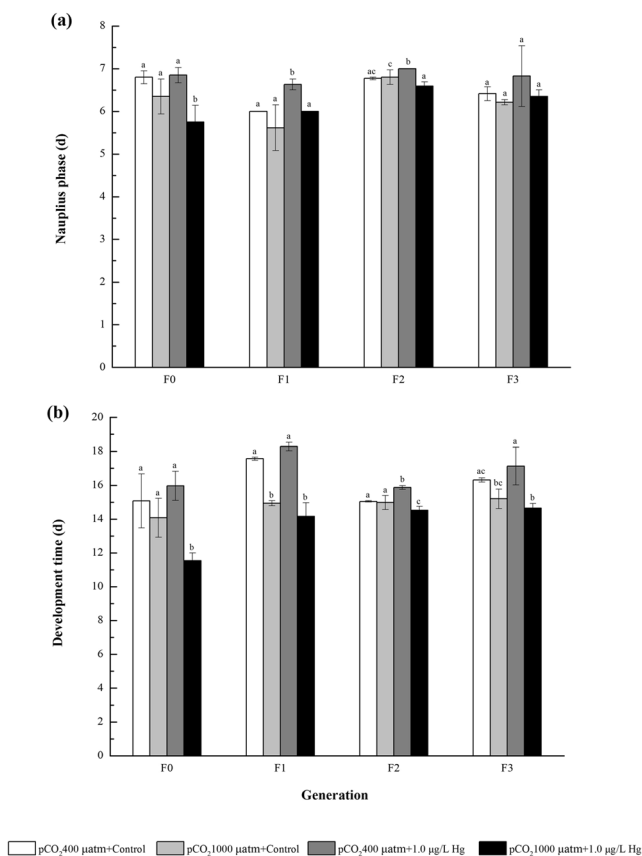 (a)
8
7
6
5
4
3
2
1
0
Nauplius phase (d)
a a a b
a a b a
ac c b a
a a a a
F0 F1 F2 F3
(b)
20
18
16
14
12
10
8
6
4
2
0
Development time (d)
a a a b
a b a b
a a b c
ac bc a b
F0 F1 F2 F3
Generation
pCO₂400 μatm+Control pCO₂1000 μatm+Control pCO₂400 μatm+1.0 μg/L Hg pCO₂1000 μatm+1.0 μg/L Hg